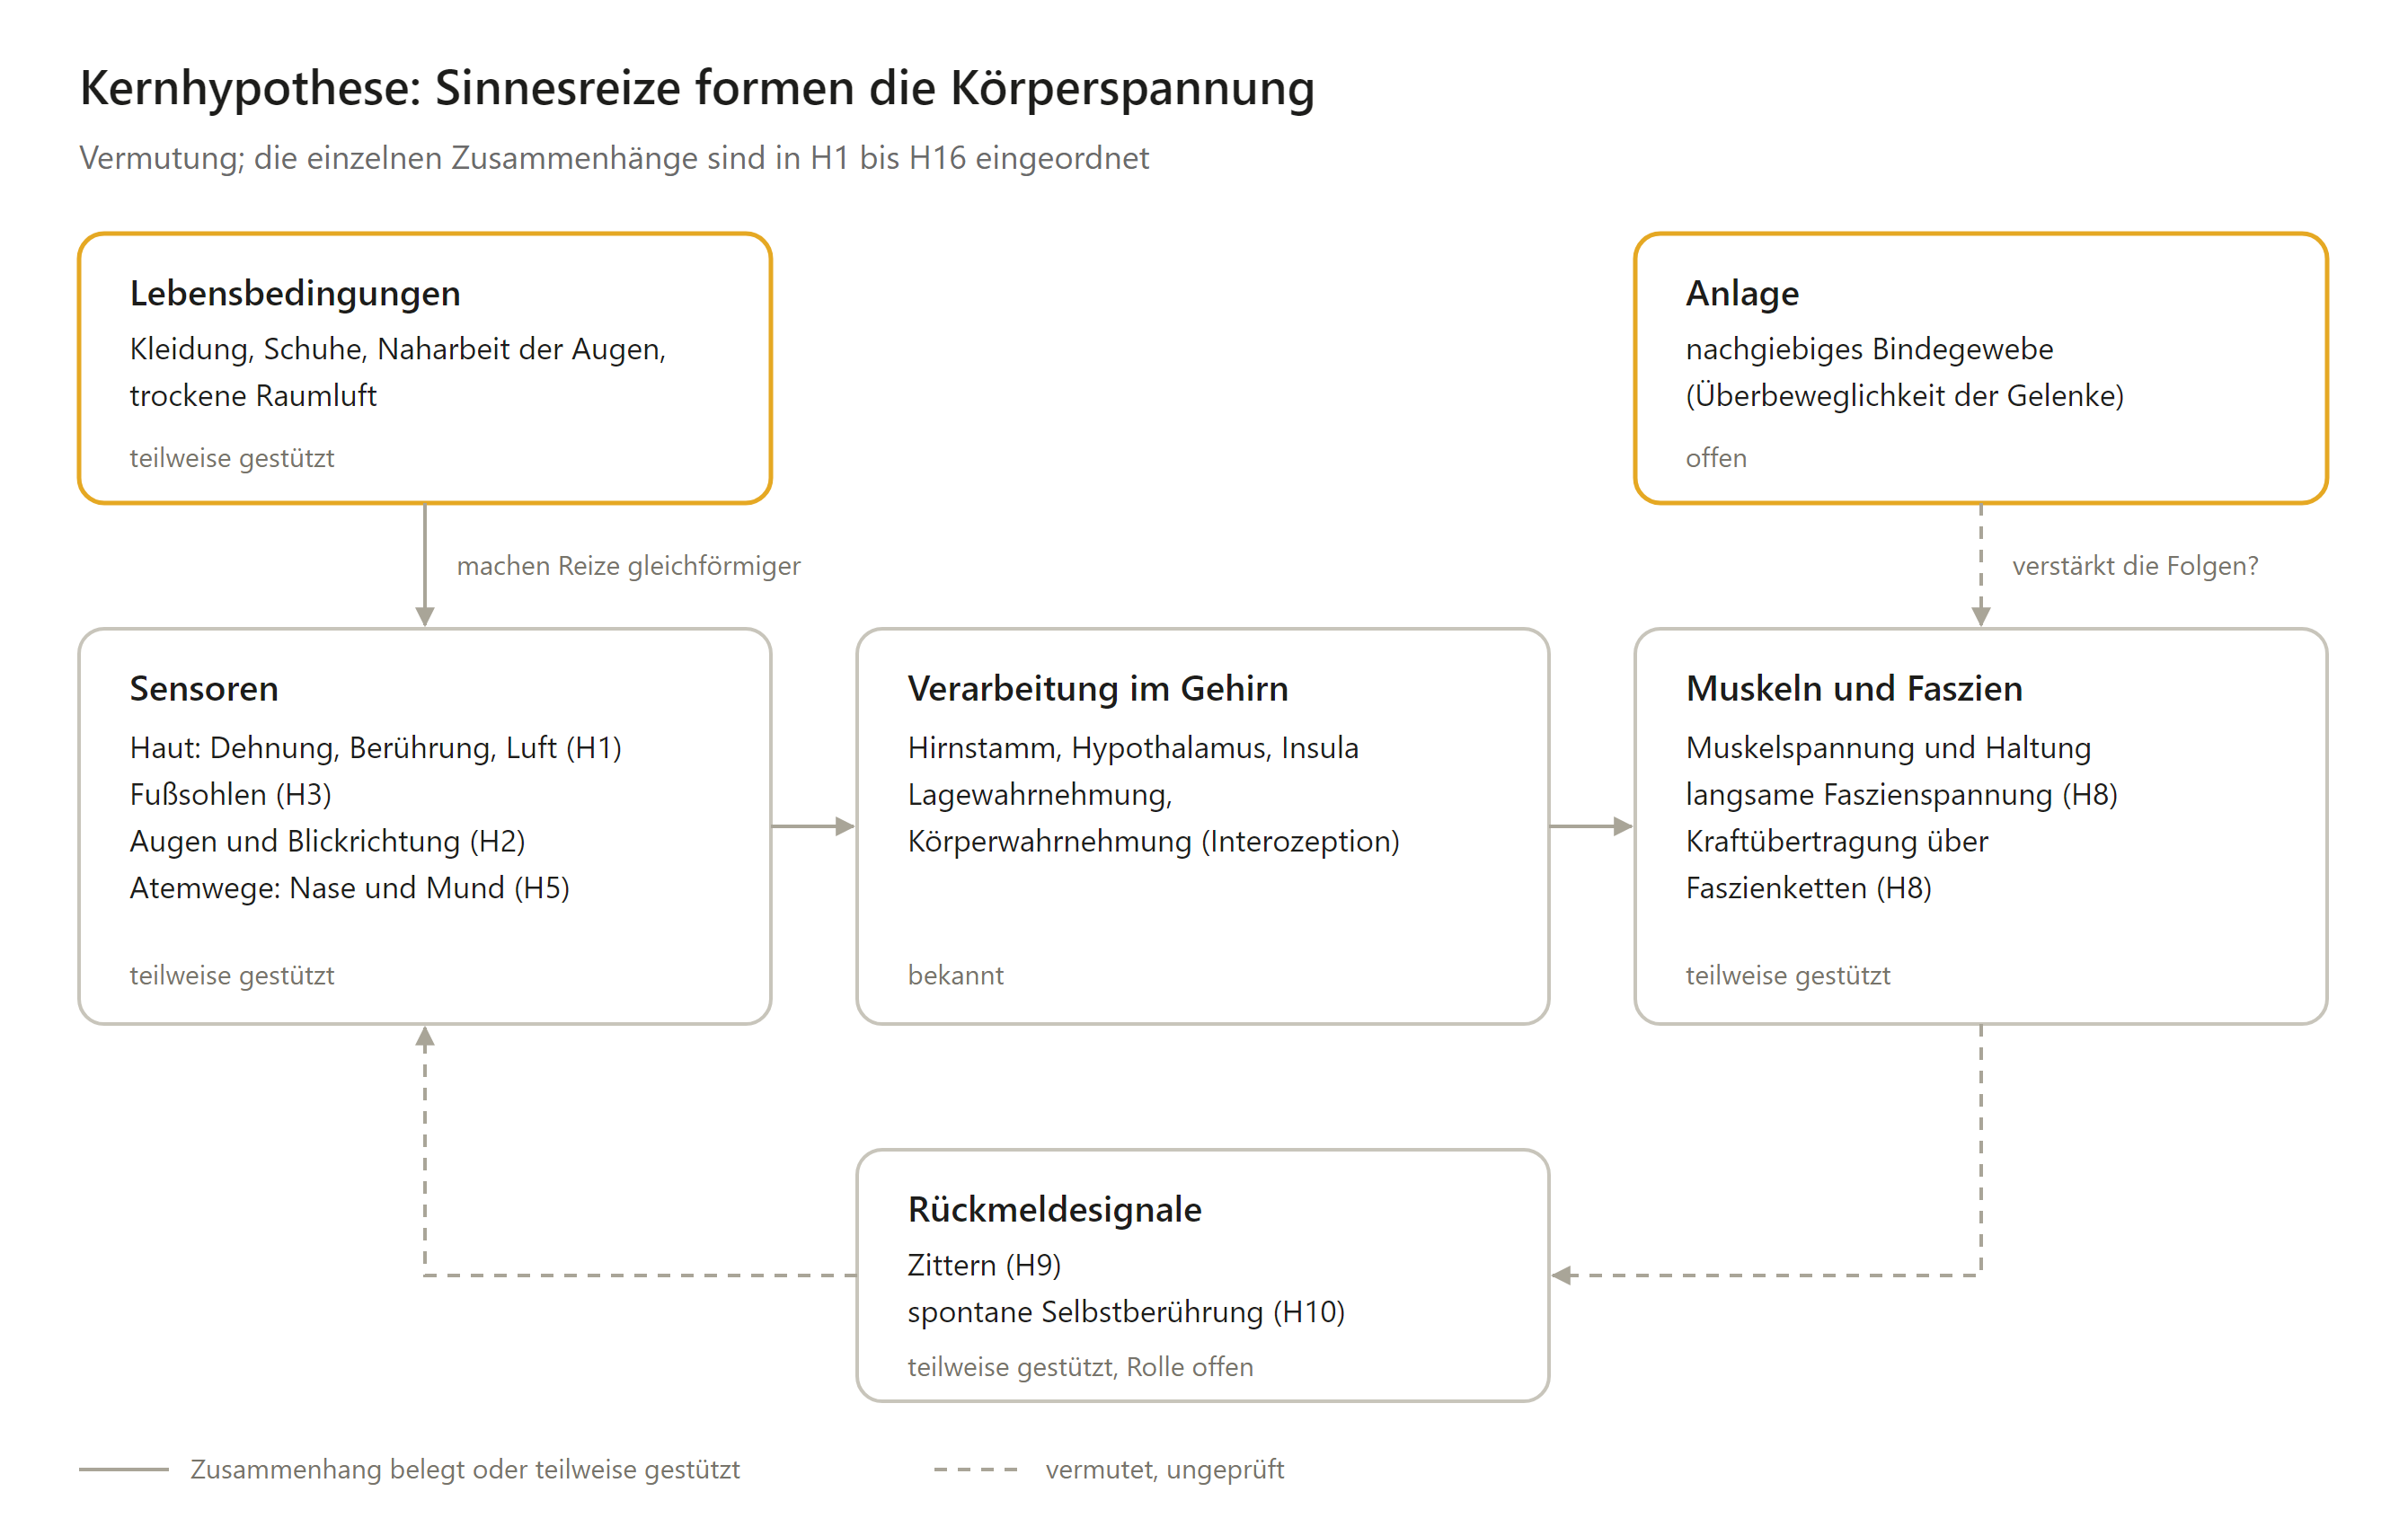 Kernhypothese: Sinnesreize formen die Körperspannung
Vermutung; die einzelnen Zusammenhänge sind in H1 bis H16 eingeordnet
Lebensbedingungen
Kleidung, Schuhe, Naharbeit der Augen,
trockene Raumluft
teilweise gestützt
Anlage
nachgiebiges Bindegewebe
(Überbeweglichkeit der Gelenke)
offen
machen Reize gleichförmiger
verstärkt die Folgen?
Sensoren
Haut: Dehnung, Berührung, Luft (H1)
Fußsohlen (H3)
Augen und Blickrichtung (H2)
Atemwege: Nase und Mund (H5)
teilweise gestützt
Verarbeitung im Gehirn
Hirnstamm, Hypothalamus, Insula
Lagewahrnehmung,
Körperwahrnehmung (Interozeption)
bekannt
Muskeln und Faszien
Muskelspannung und Haltung
langsame Faszienspannung (H8)
Kraftübertragung über
Faszienketten (H8)
teilweise gestützt
Rückmeldesignale
Zittern (H9)
spontane Selbstberührung (H10)
teilweise gestützt, Rolle offen
Zusammenhang belegt oder teilweise gestützt
vermutet, ungeprüft